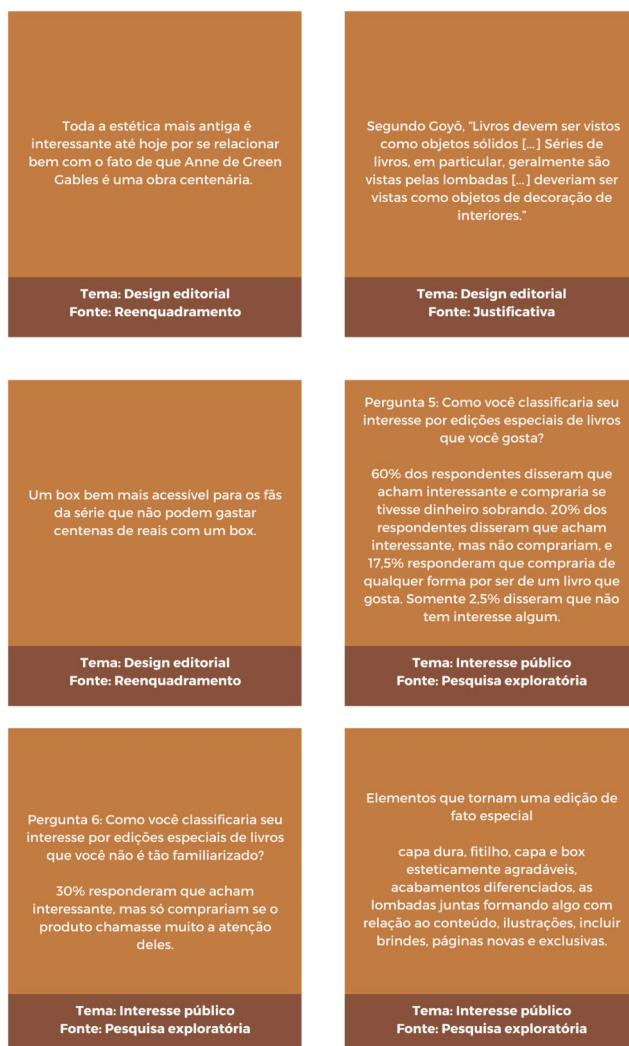 Toda a estética mais antiga é
interessante até hoje por se relacionar
bem com o fato de que Anne de Green
Gables é uma obra centenária.
Tema: Design editorial
Fonte: Reenquadramento
Segundo Goyô, “Livros devem ser vistos
como objetos sólidos [...] Séries de
livros, em particular, geralmente são
vistas pelas lombadas [...] deveriam ser
vistas como objetos de decoração de
interiores.”
Tema: Design editorial
Fonte: Justificativa
Um box bem mais acessível para os fãs
da série que não podem gastar
centenas de reais com um box.
Tema: Design editorial
Fonte: Reenquadramento
Pergunta 5: Como você classificaria seu
interesse por edições especiais de livros
que você gosta?
60% dos respondentes disseram que
acham interessante e compraria se
tivesse dinheiro sobrando. 20% dos
respondentes disseram que acham
interessante, mas não comprariam, e
17,5% responderam que compraria de
qualquer forma por ser de um livro que
gosta. Somente 2,5% disseram que não
tem interesse algum.
Tema: Interesse público
Fonte: Pesquisa exploratória
Pergunta 6: Como você classificaria seu
interesse por edições especiais de livros
que você não é tão familiarizado?
30% responderam que acham
interessante, mas só comprariam se o
produto chamasse muito a atenção
deles.
Tema: Interesse público
Fonte: Pesquisa exploratória
Elementos que tornam uma edição de
fato especial
capa dura, fitilho, capa e box
esteticamente agradáveis,
acabamentos diferenciados, as
lombadas juntas formando algo com
relação ao conteúdo, ilustrações, incluir
brindes, páginas novas e exclusivas.
Tema: Interesse público
Fonte: Pesquisa exploratória